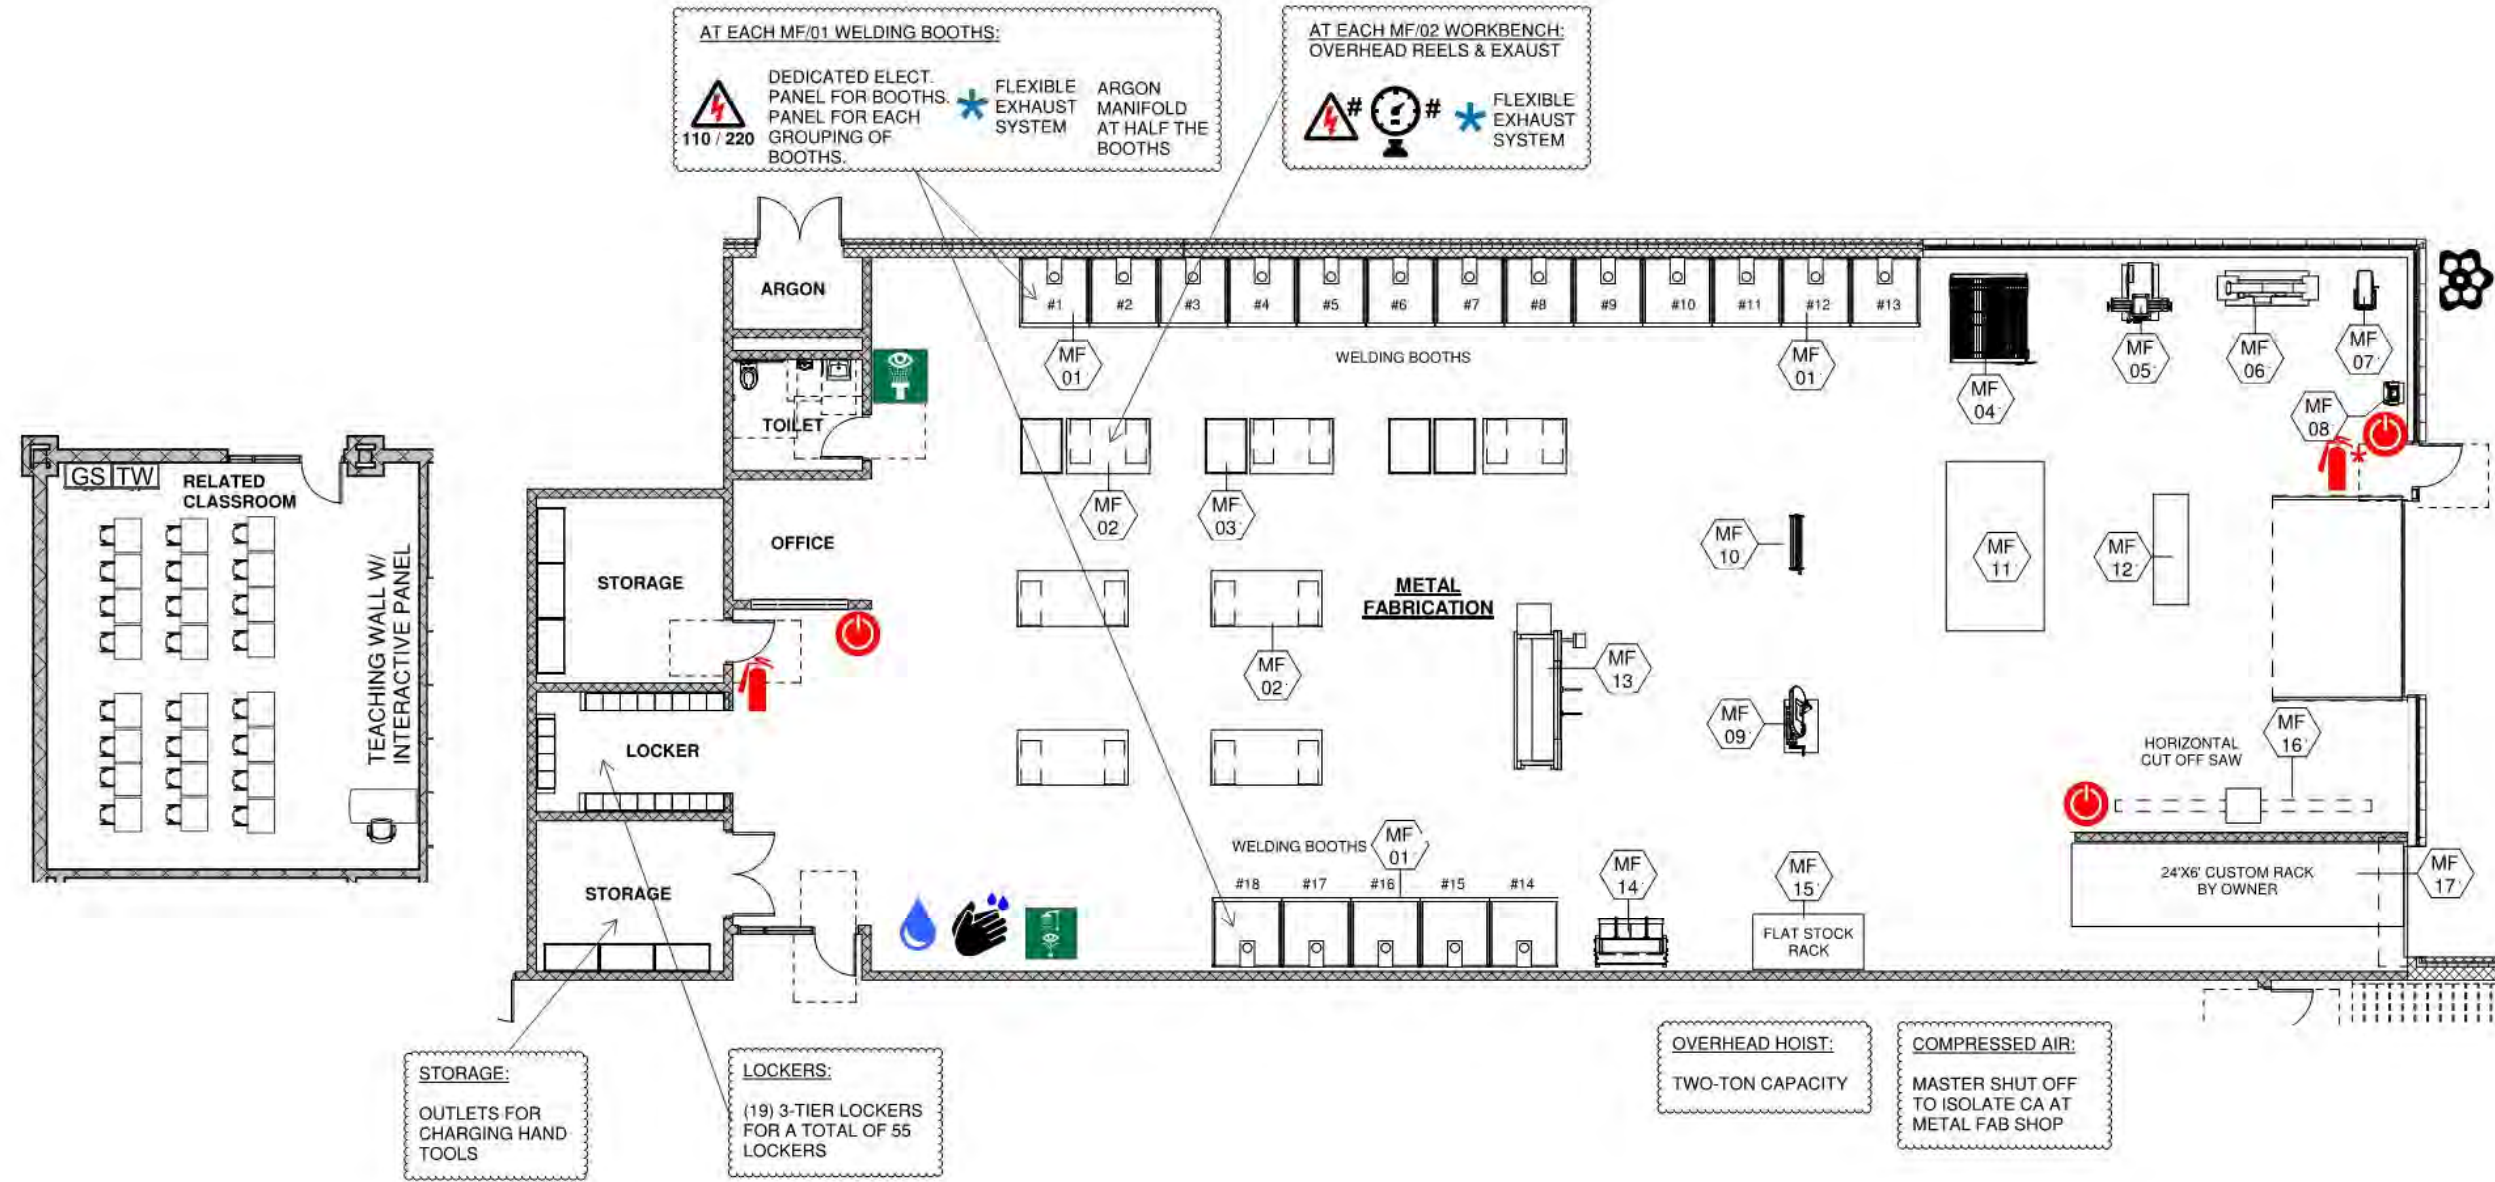 AT EACH MF/01 WELDING BOOTHS:
110 / 220
DEDICATED ELECT.
PANEL FOR BOOTHS.
PANEL FOR EACH
GROUPING OF
BOOTHS.
FLEXIBLE
EXHAUST
SYSTEM
ARGON
MANIFOLD
AT HALF THE
BOOTHS
AT EACH MF/02 WORKBENCH:
OVERHEAD REELS & EXAUST
# #
FLEXIBLE
EXHAUST
SYSTEM
ARGON
#1 #2 #3 #4 #5 #6 #7 #8 #9 #10 #11 #12 #13
MF
01
WELDING BOOTHS
MF
01
MF
04
MF
05
MF
06
MF
07
MF
08
TOILET
GS TW
RELATED
CLASSROOM
TEACHING WALL W/
INTERACTIVE PANEL
OFFICE
STORAGE
MF
02
MF
03
MF
10
MF
11
MF
12
METAL
FABRICATION
MF
02
MF
13
MF
09
MF
16
HORIZONTAL
CUT OFF SAW
LOCKER
WELDING BOOTHS
MF
01
#18 #17 #16 #15 #14
MF
14
MF
15
FLAT STOCK
RACK
24'X6' CUSTOM RACK
BY OWNER
MF
17
STORAGE
STORAGE:
OUTLETS FOR
CHARGING HAND
TOOLS
LOCKERS:
(19) 3-TIER LOCKERS
FOR A TOTAL OF 55
LOCKERS
OVERHEAD HOIST:
TWO-TON CAPACITY
COMPRESSED AIR:
MASTER SHUT OFF
TO ISOLATE CA AT
METAL FAB SHOP